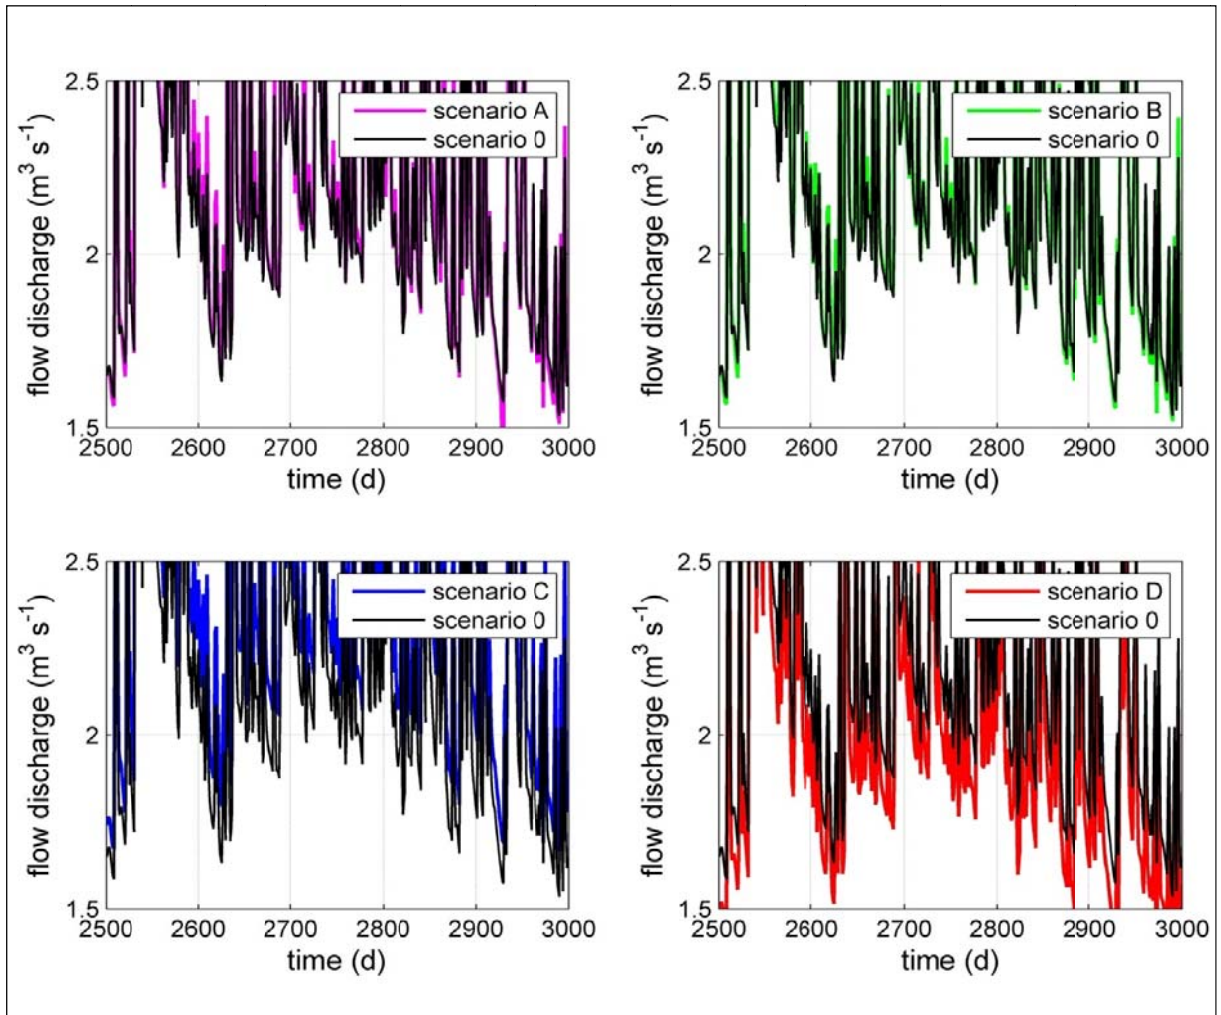 2.5
2
1.5
flow discharge (m³ s⁻¹)
scenario A
scenario 0
2500 2600 2700 2800 2900 3000
time (d)
2.5
2
1.5
flow discharge (m³ s⁻¹)
scenario B
scenario 0
2500 2600 2700 2800 2900 3000
time (d)
2.5
2
1.5
flow discharge (m³ s⁻¹)
scenario C
scenario 0
2500 2600 2700 2800 2900 3000
time (d)
2.5
2
1.5
flow discharge (m³ s⁻¹)
scenario D
scenario 0
2500 2600 2700 2800 2900 3000
time (d)